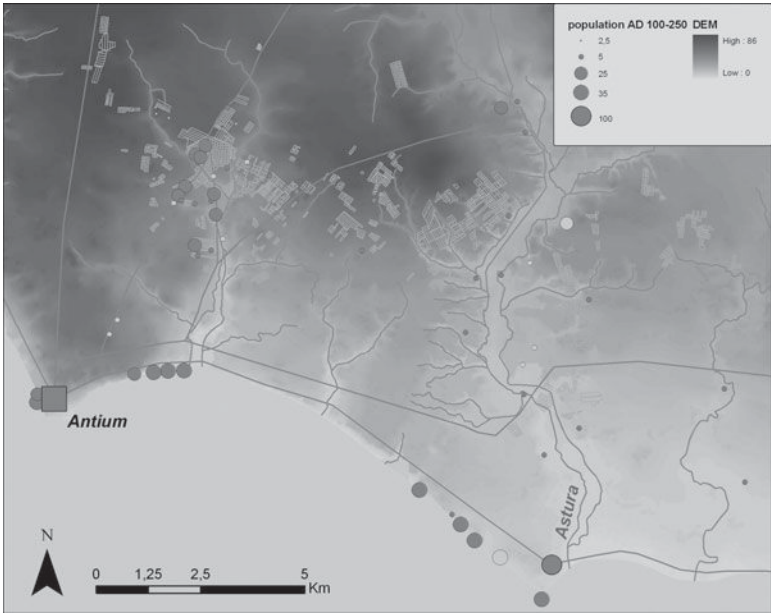 population AD 100-250 DEM
2,5
5
25
35
100
High : 86
Low : 0
Antium
Astura
N
0 1,25 2,5 5
Km